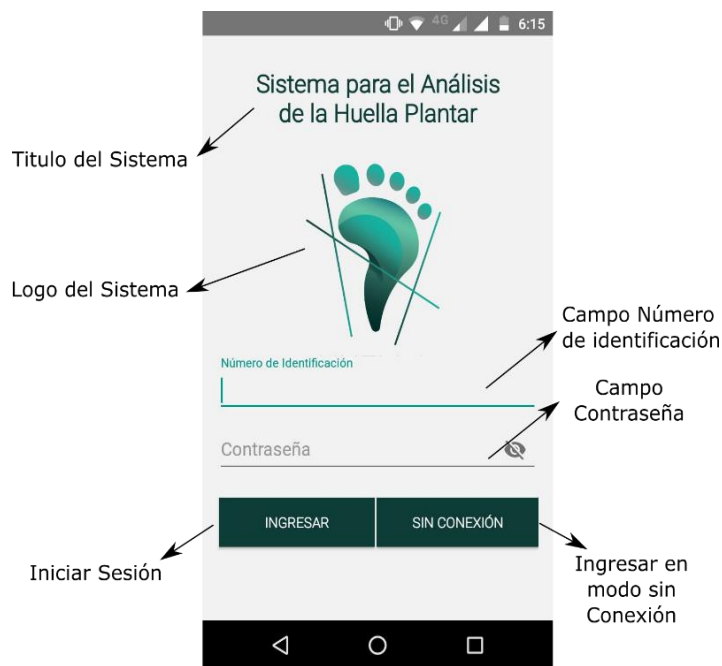 4G 6:15
Sistema para el Análisis
de la Huella Plantar
Titulo del Sistema
Logo del Sistema
Campo Número
de identificación
Número de Identificación
Campo
Contraseña
Contraseña
INGRESAR
SIN CONEXIÓN
Iniciar Sesión
Ingresar en
modo sin
Conexión